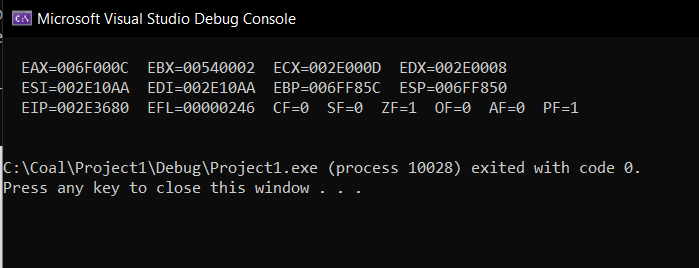 Microsoft Visual Studio Debug Console
EAX=006F000C  EBX=00540002  ECX=002E000D  EDX=002E0008
ESI=002E10AA  EDI=002E10AA  EBP=006FF85C  ESP=006FF850
EIP=002E3680  EFL=00000246  CF=0  SF=0  ZF=1  OF=0  AF=0  PF=1
C:\Coal\Project1\Debug\Project1.exe (process 10028) exited with code 0.
Press any key to close this window . . .